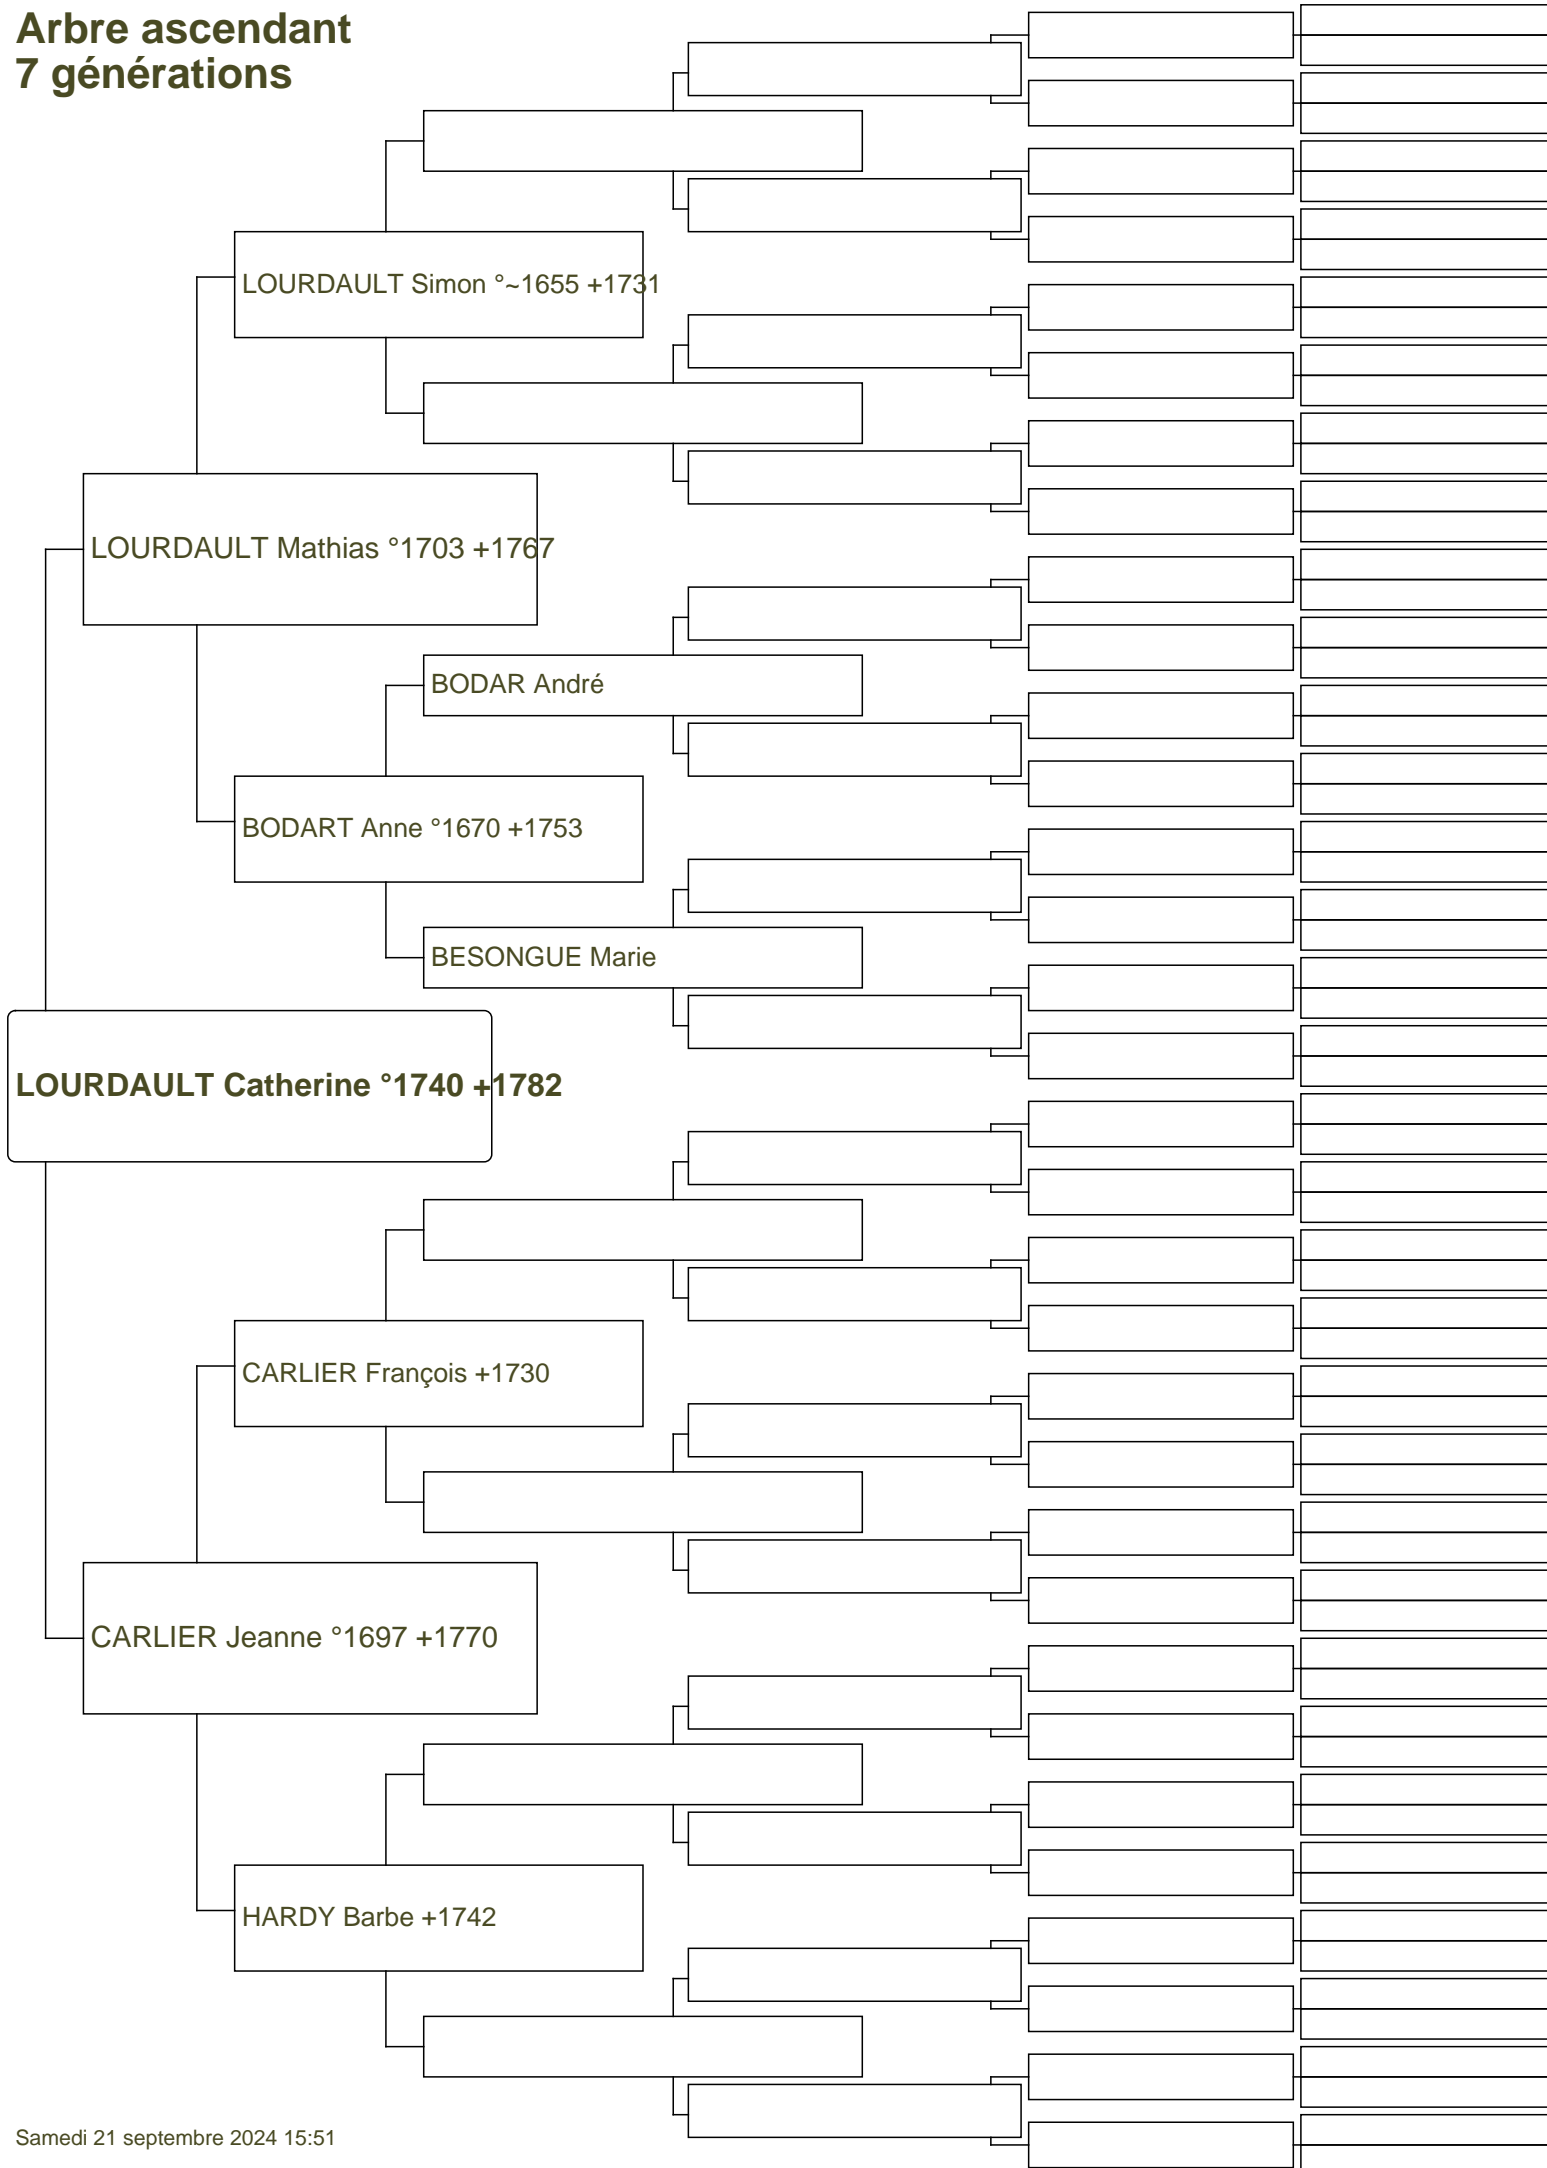 Arbre ascendant
7 générations
LOURDAULT Simon °~1655 +1731
LOURDAULT Mathias °1703 +1767
BODAR André
BODART Anne °1670 +1753
BESONGUE Marie
LOURDAULT Catherine °1740 +1782
CARLIER François +1730
CARLIER Jeanne °1697 +1770
HARDY Barbe +1742
Samedi 21 septembre 2024 15:51